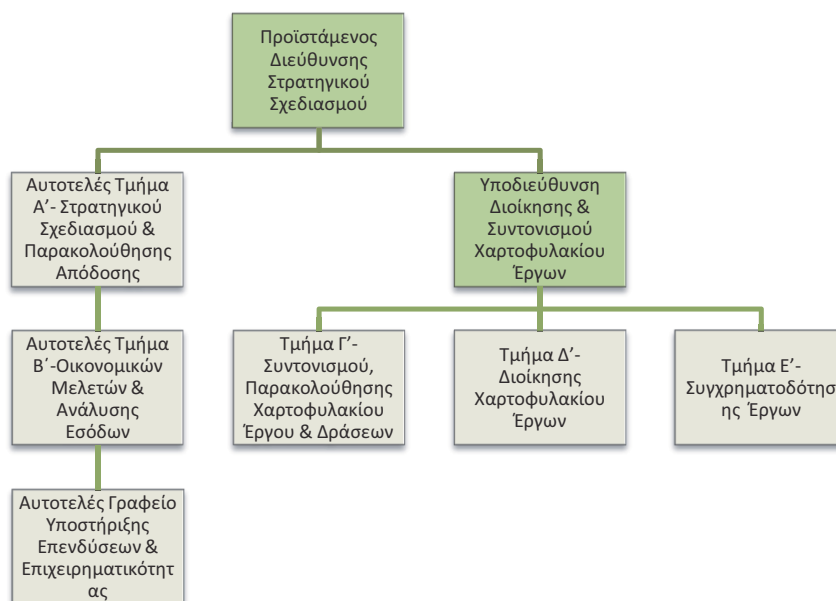 Προϊστάμενος
Διεύθυνσης
Στρατηγικού
Σχεδιασμού
Αυτοτελές Τμήμα
Α’- Στρατηγικού
Σχεδιασμού &
Παρακολούθησης
Απόδοσης
Υποδιεύθυνση
Διοίκησης &
Συντονισμού
Χαρτοφυλακίου
Έργων
Αυτοτελές Τμήμα
Β΄-Οικονομικών
Μελετών &
Ανάλυσης
Εσόδων
Τμήμα Γ’-
Συντονισμού,
Παρακολούθησης
Χαρτοφυλακίου
Έργου & Δράσεων
Τμήμα Δ’-
Διοίκησης
Χαρτοφυλακίου
Έργων
Τμήμα Ε’-
Συγχρηματοδότησ
ης Έργων
Αυτοτελές Γραφείο
Υποστήριξης
Επενδύσεων &
Επιχειρηματικότητ
ας